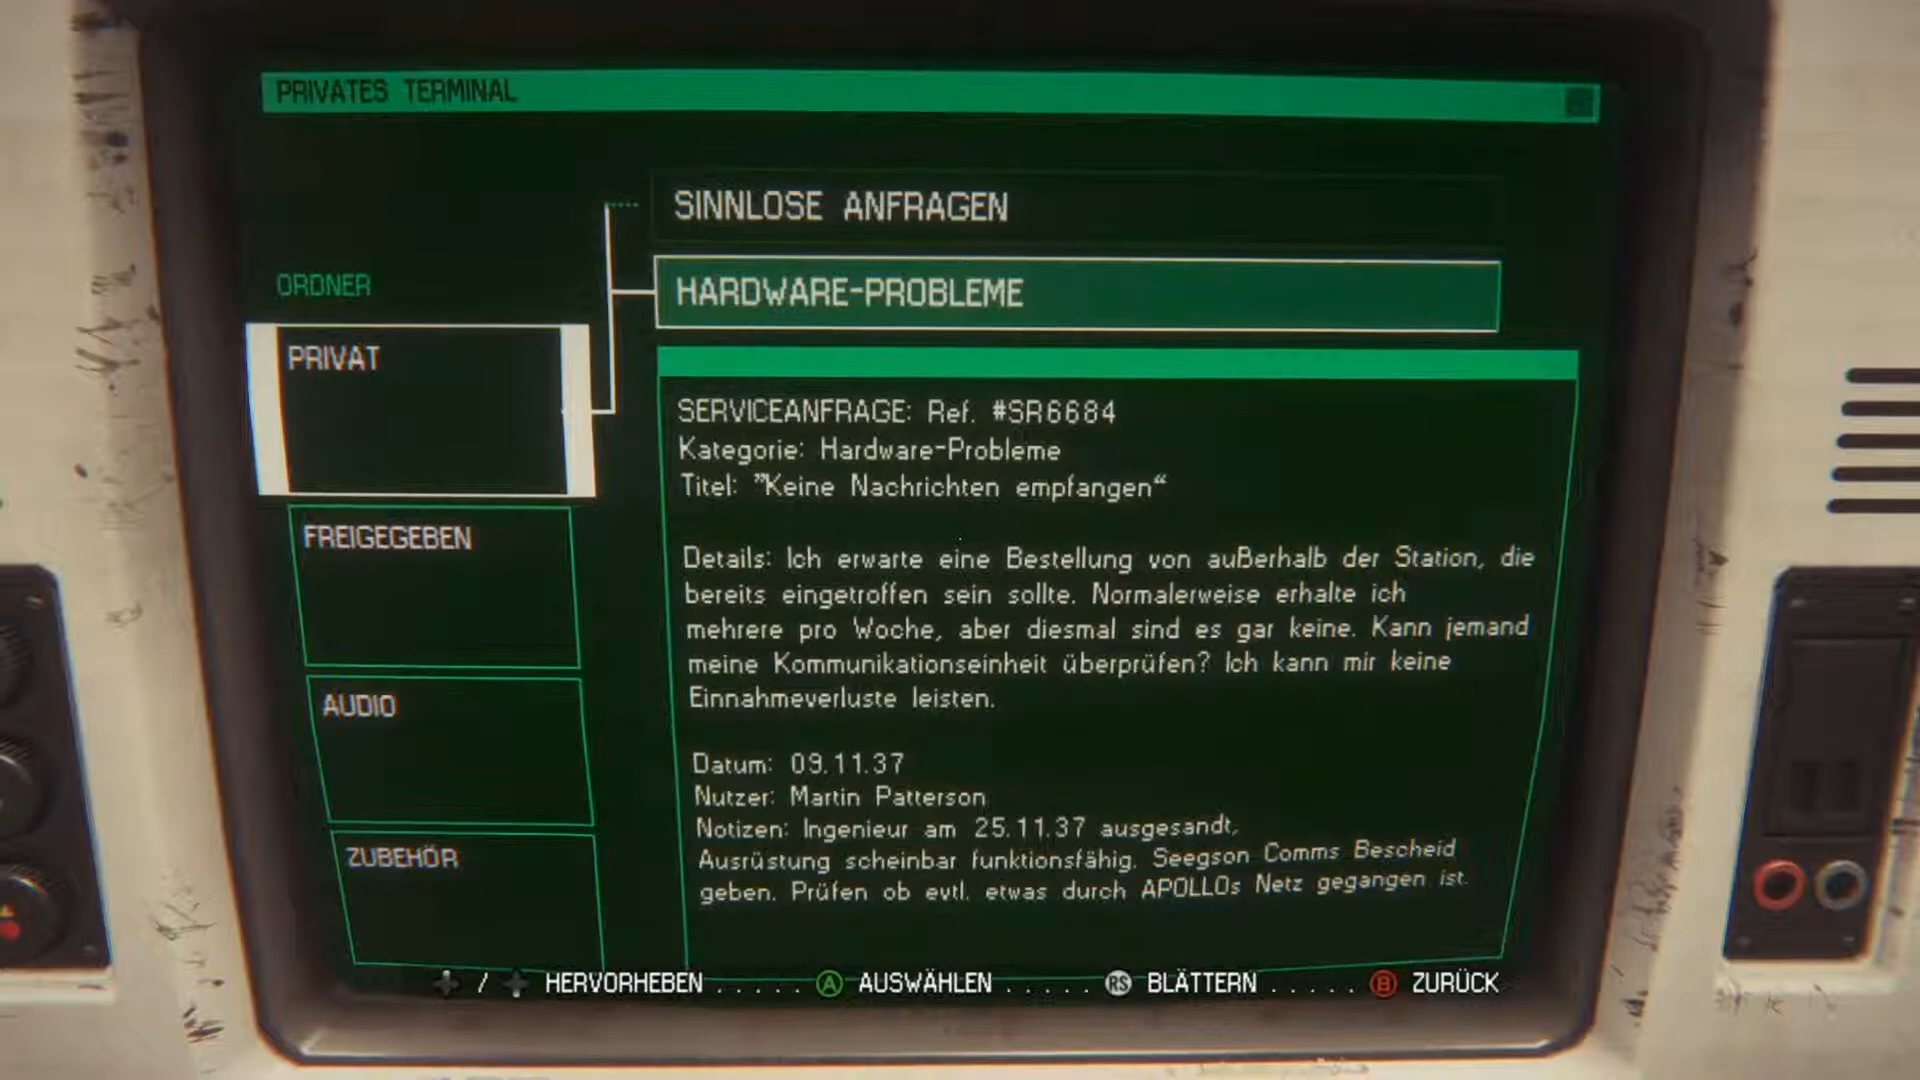 PRIVATES TERMINAL
SINNLOSE ANFRAGEN
ORDNER
HARDWARE-PROBLEME
PRIVAT
SERVICEANFRAGE: Ref. #SR6684
Kategorie: Hardware-Probleme
Titel: "Keine Nachrichten empfangen“
FREIGEGEBEN
Details: Ich erwarte eine Bestellung von außerhalb der Station, die
bereits eingetroffen sein sollte. Normalerweise erhalte ich
mehrere pro Woche, aber diesmal sind es gar keine. Kann jemand
meine Kommunikationseinheit überprüfen? Ich kann mir keine
Einnahmeverluste leisten.
AUDIO
Datum: 09.11.37
Nutzer: Martin Patterson
Notizen: Ingenieur am 25.11.37 ausgesandt,
Ausrüstung scheinbar funktionsfähig. Seegson Comms Bescheid
geben. Prüfen ob evtl. etwas durch APOLLOs Netz gegangen ist.
ZUBEHÖR
/ HERVORHEBEN ..... A AUSWÄHLEN ..... RS BLÄTTERN ..... B ZURÜCK